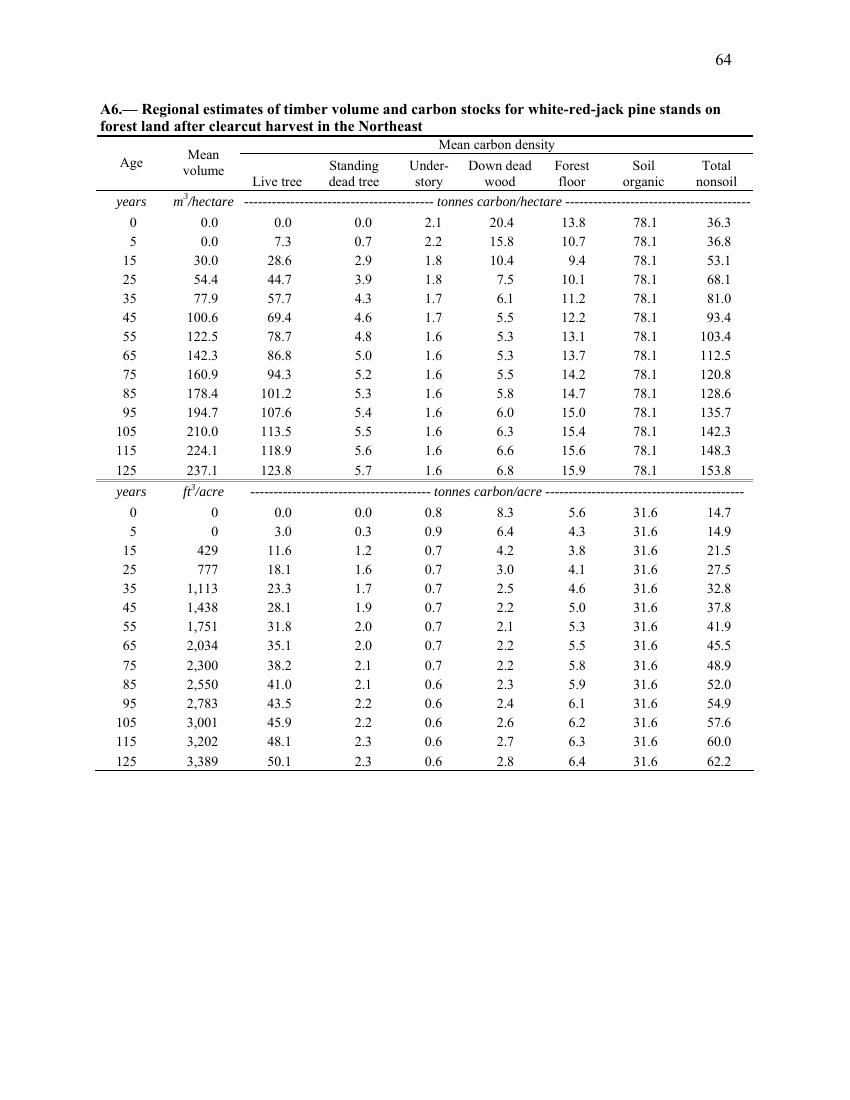 64
A6.— Regional estimates of timber volume and carbon stocks for white-red-jack pine stands on
forest land after clearcut harvest in the Northeast
Age Mean volume Mean carbon density
Live tree Standing dead tree Under-story Down dead wood Forest floor Soil organic Total nonsoil
years m³/hectare ----------------------------------------- tonnes carbon/hectare ----------------------------------------
0 0.0 0.0 0.0 2.1 20.4 13.8 78.1 36.3
5 0.0 7.3 0.7 2.2 15.8 10.7 78.1 36.8
15 30.0 28.6 2.9 1.8 10.4 9.4 78.1 53.1
25 54.4 44.7 3.9 1.8 7.5 10.1 78.1 68.1
35 77.9 57.7 4.3 1.7 6.1 11.2 78.1 81.0
45 100.6 69.4 4.6 1.7 5.5 12.2 78.1 93.4
55 122.5 78.7 4.8 1.6 5.3 13.1 78.1 103.4
65 142.3 86.8 5.0 1.6 5.3 13.7 78.1 112.5
75 160.9 94.3 5.2 1.6 5.5 14.2 78.1 120.8
85 178.4 101.2 5.3 1.6 5.8 14.7 78.1 128.6
95 194.7 107.6 5.4 1.6 6.0 15.0 78.1 135.7
105 210.0 113.5 5.5 1.6 6.3 15.4 78.1 142.3
115 224.1 118.9 5.6 1.6 6.6 15.6 78.1 148.3
125 237.1 123.8 5.7 1.6 6.8 15.9 78.1 153.8
years ft³/acre --------------------------------------- tonnes carbon/acre -------------------------------------------
0 0 0.0 0.0 0.8 8.3 5.6 31.6 14.7
5 0 3.0 0.3 0.9 6.4 4.3 31.6 14.9
15 429 11.6 1.2 0.7 4.2 3.8 31.6 21.5
25 777 18.1 1.6 0.7 3.0 4.1 31.6 27.5
35 1,113 23.3 1.7 0.7 2.5 4.6 31.6 32.8
45 1,438 28.1 1.9 0.7 2.2 5.0 31.6 37.8
55 1,751 31.8 2.0 0.7 2.1 5.3 31.6 41.9
65 2,034 35.1 2.0 0.7 2.2 5.5 31.6 45.5
75 2,300 38.2 2.1 0.7 2.2 5.8 31.6 48.9
85 2,550 41.0 2.1 0.6 2.3 5.9 31.6 52.0
95 2,783 43.5 2.2 0.6 2.4 6.1 31.6 54.9
105 3,001 45.9 2.2 0.6 2.6 6.2 31.6 57.6
115 3,202 48.1 2.3 0.6 2.7 6.3 31.6 60.0
125 3,389 50.1 2.3 0.6 2.8 6.4 31.6 62.2